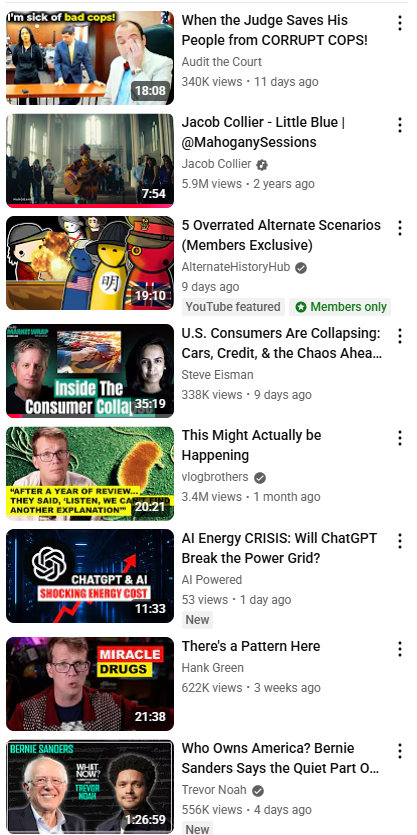 I'm sick of bad cops!
18:08
When the Judge Saves His
People from CORRUPT COPS!
Audit the Court
340K views • 11 days ago
7:54
Jacob Collier - Little Blue |
@MahoganySessions
Jacob Collier
5.9M views • 2 years ago
明
19:10
5 Overrated Alternate Scenarios
(Members Exclusive)
AlternateHistoryHub
9 days ago
YouTube featured
Members only
MARKET WRAP
Inside The
Consumer Colla
35:19
U.S. Consumers Are Collapsing:
Cars, Credit, & the Chaos Ahea...
Steve Eisman
338K views • 9 days ago
"AFTER A YEAR OF REVIEW...
THEY SAID, 'LISTEN, WE CAN'T FIND
ANOTHER EXPLANATION'"
20:21
This Might Actually be
Happening
vlogbrothers
3.4M views • 1 month ago
CHATGPT & AI
SHOCKING ENERGY COST
11:33
AI Energy CRISIS: Will ChatGPT
Break the Power Grid?
AI Powered
53 views • 1 day ago
New
MIRACLE
DRUGS
21:38
There's a Pattern Here
Hank Green
622K views • 3 weeks ago
BERNIE SANDERS
WHAT
NOW?
TREVOR
NOAH
1:26:59
Who Owns America? Bernie
Sanders Says the Quiet Part O...
Trevor Noah
556K views • 4 days ago
New